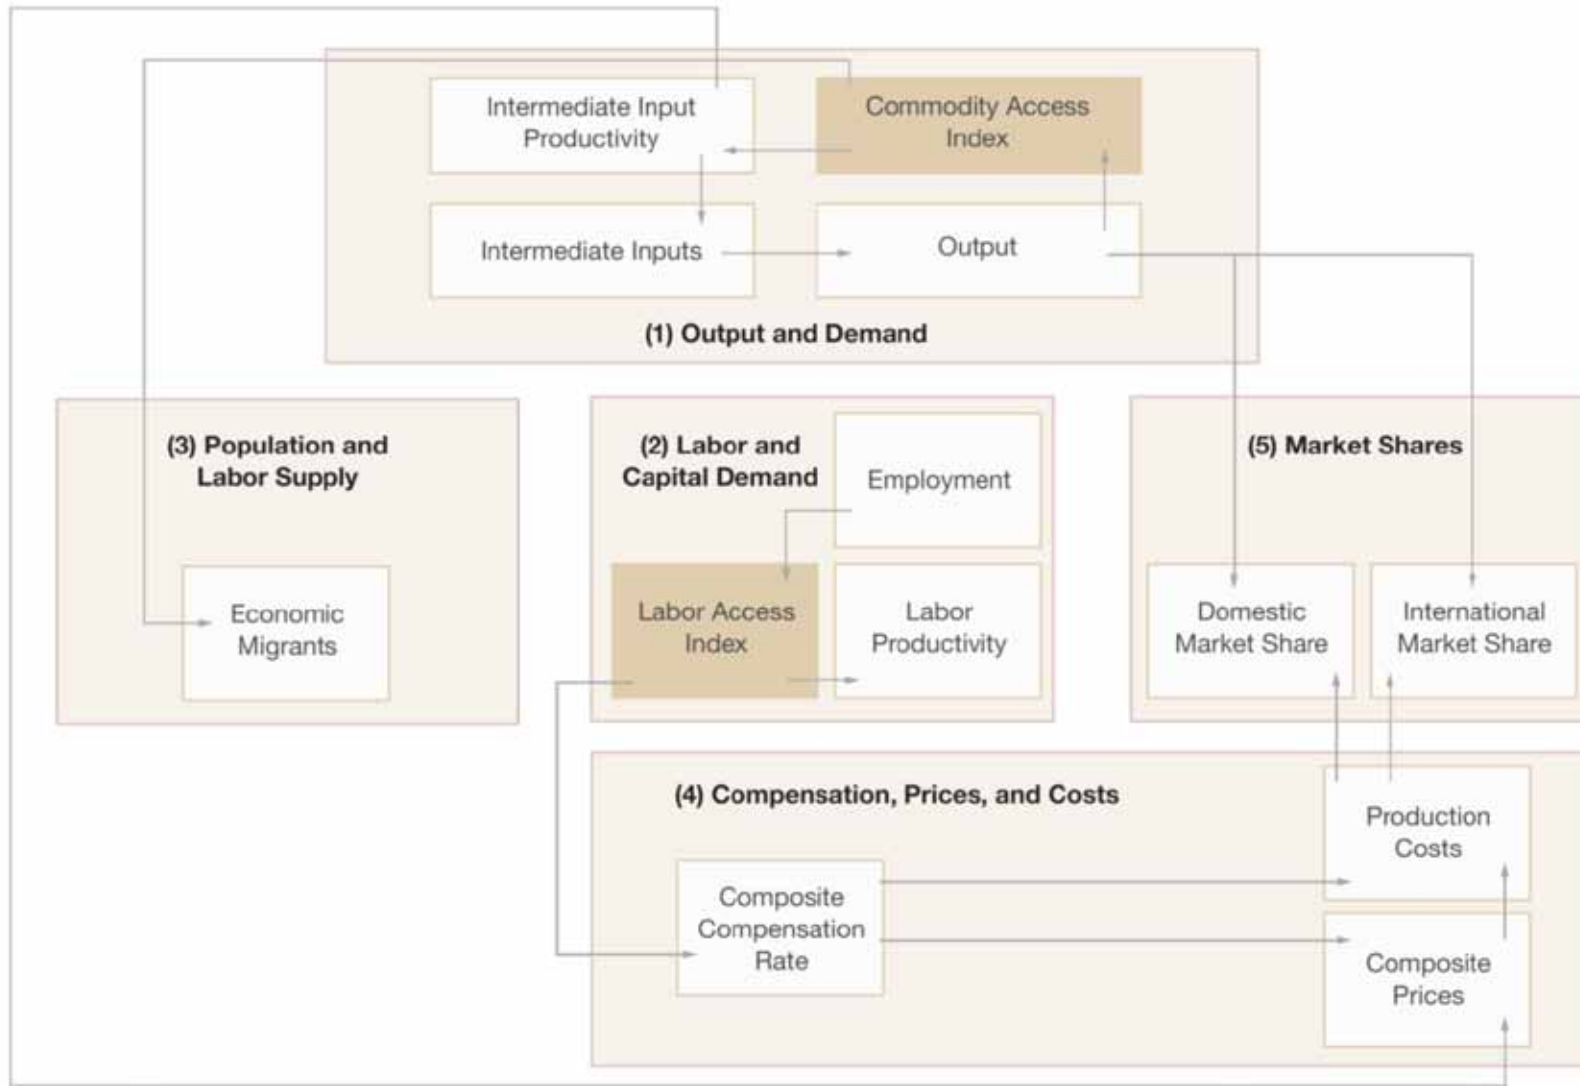 Intermediate Input
Productivity
Commodity Access
Index
Intermediate Inputs
Output
(1) Output and Demand
(3) Population and
Labor Supply
Economic
Migrants
(2) Labor and
Capital Demand
Employment
Labor Access
Index
Labor
Productivity
(5) Market Shares
Domestic
Market Share
International
Market Share
(4) Compensation, Prices, and Costs
Production
Costs
Composite
Compensation
Rate
Composite
Prices